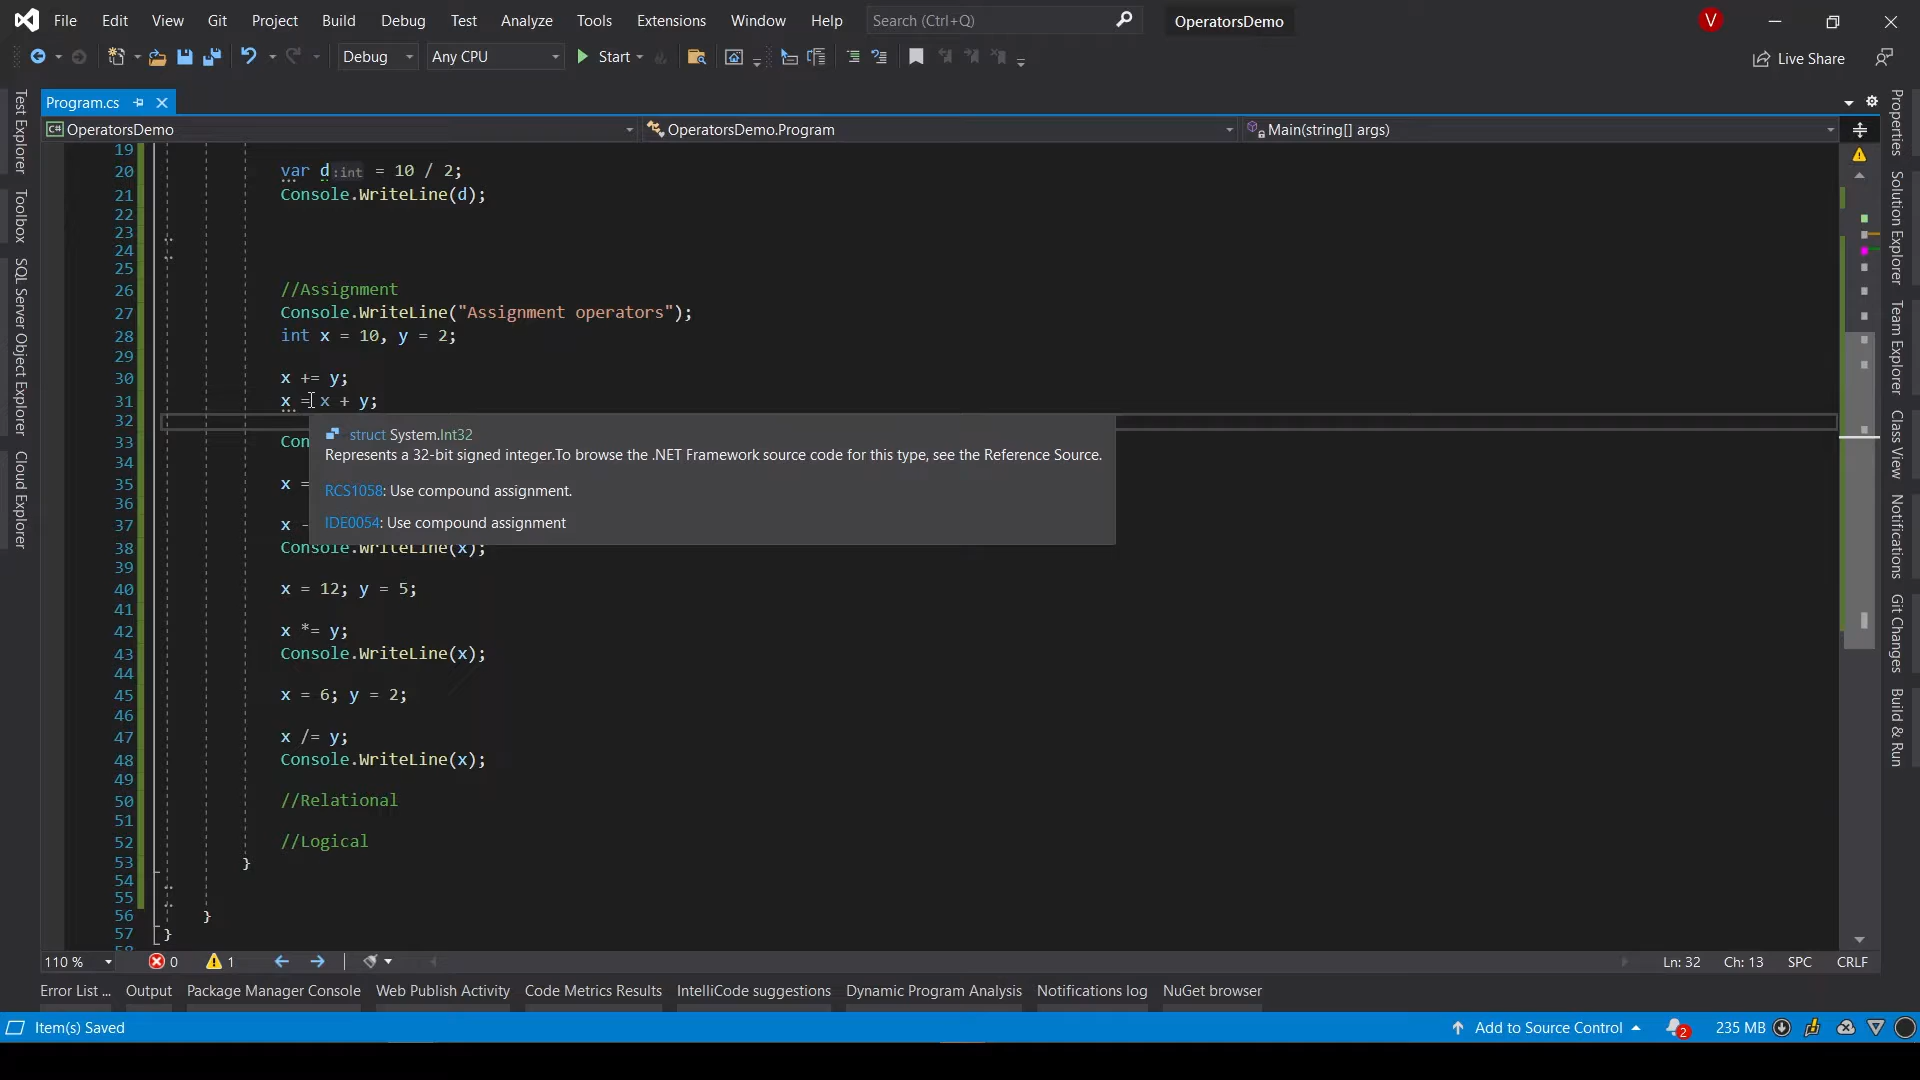 File Edit View Git Project Build Debug Test Analyze Tools Extensions Window Help Search (Ctrl+Q) OperatorsDemo V
Debug Any CPU Start Live Share
Program.cs
C# OperatorsDemo OperatorsDemo.Program Main(string[] args)
Test Explorer
Toolbox
SQL Server Object Explorer
Cloud Explorer
19
20 var d:int = 10 / 2;
21 Console.WriteLine(d);
22
23
24
25
26 //Assignment
27 Console.WriteLine("Assignment operators");
28 int x = 10, y = 2;
29
30 x += y;
31 x = x + y;
32
33 Con
34
35 x =
36
37 x -
38 Console.WriteLine(x);
39
40 x = 12; y = 5;
41
42 x *= y;
43 Console.WriteLine(x);
44
45 x = 6; y = 2;
46
47 x /= y;
48 Console.WriteLine(x);
49
50 //Relational
51
52 //Logical
53 }
54
55
56 }
57 }
58
struct System.Int32
Represents a 32-bit signed integer.To browse the .NET Framework source code for this type, see the Reference Source.
RCS1058: Use compound assignment.
IDE0054: Use compound assignment
Properties
Solution Explorer
Team Explorer
Class View
Notifications
Git Changes
Build & Run
110 % 0 1 Ln: 32 Ch: 13 SPC CRLF
Error List ... Output Package Manager Console Web Publish Activity Code Metrics Results IntelliCode suggestions Dynamic Program Analysis Notifications log NuGet browser
Item(s) Saved Add to Source Control 2 235 MB